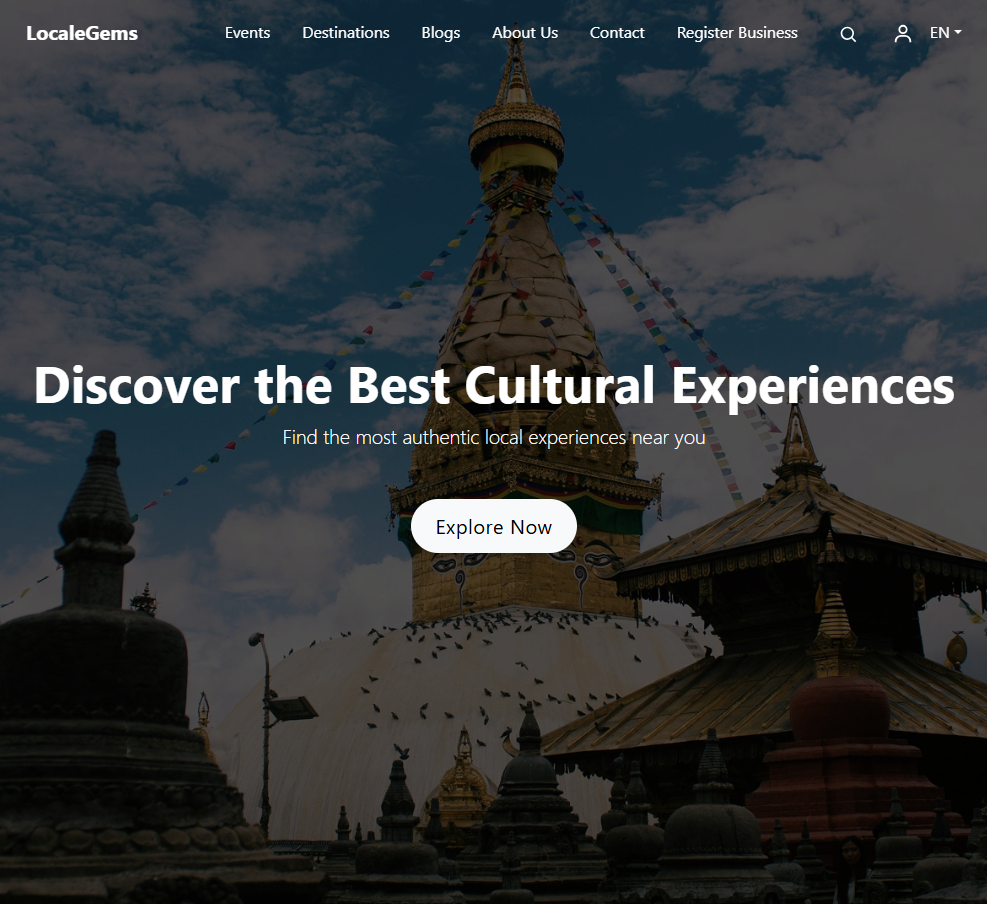 LocaleGems
Events
Destinations
Blogs
About Us
Contact
Register Business
EN
Discover the Best Cultural Experiences
Find the most authentic local experiences near you
Explore Now